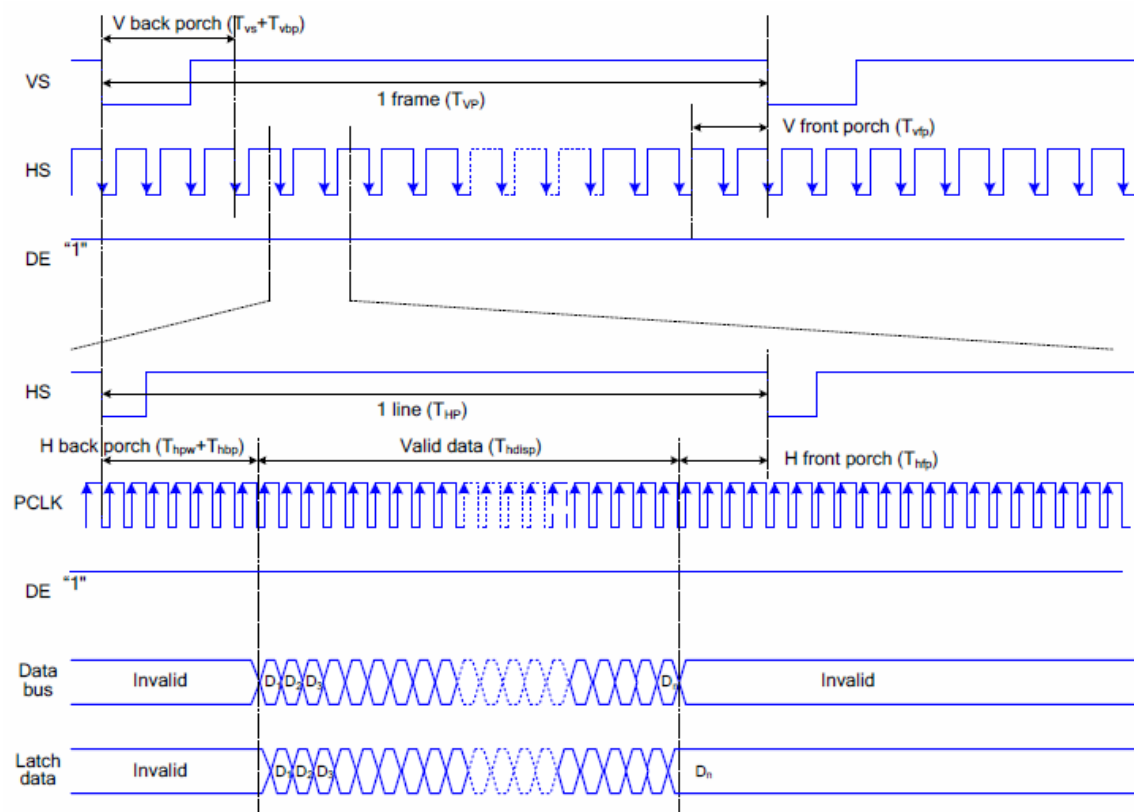 V back porch (Tvs+Tvbp)
VS
1 frame (TVP)
V front porch (Tvfp)
HS
DE "1"
HS
1 line (THP)
H back porch (Thpw+Thbp)
Valid data (Thdisp)
H front porch (Thfp)
PCLK
DE "1"
Data
bus
Invalid
D1 D2 D3
Dn
Invalid
Latch
data
Invalid
D1 D2 D3
Dn